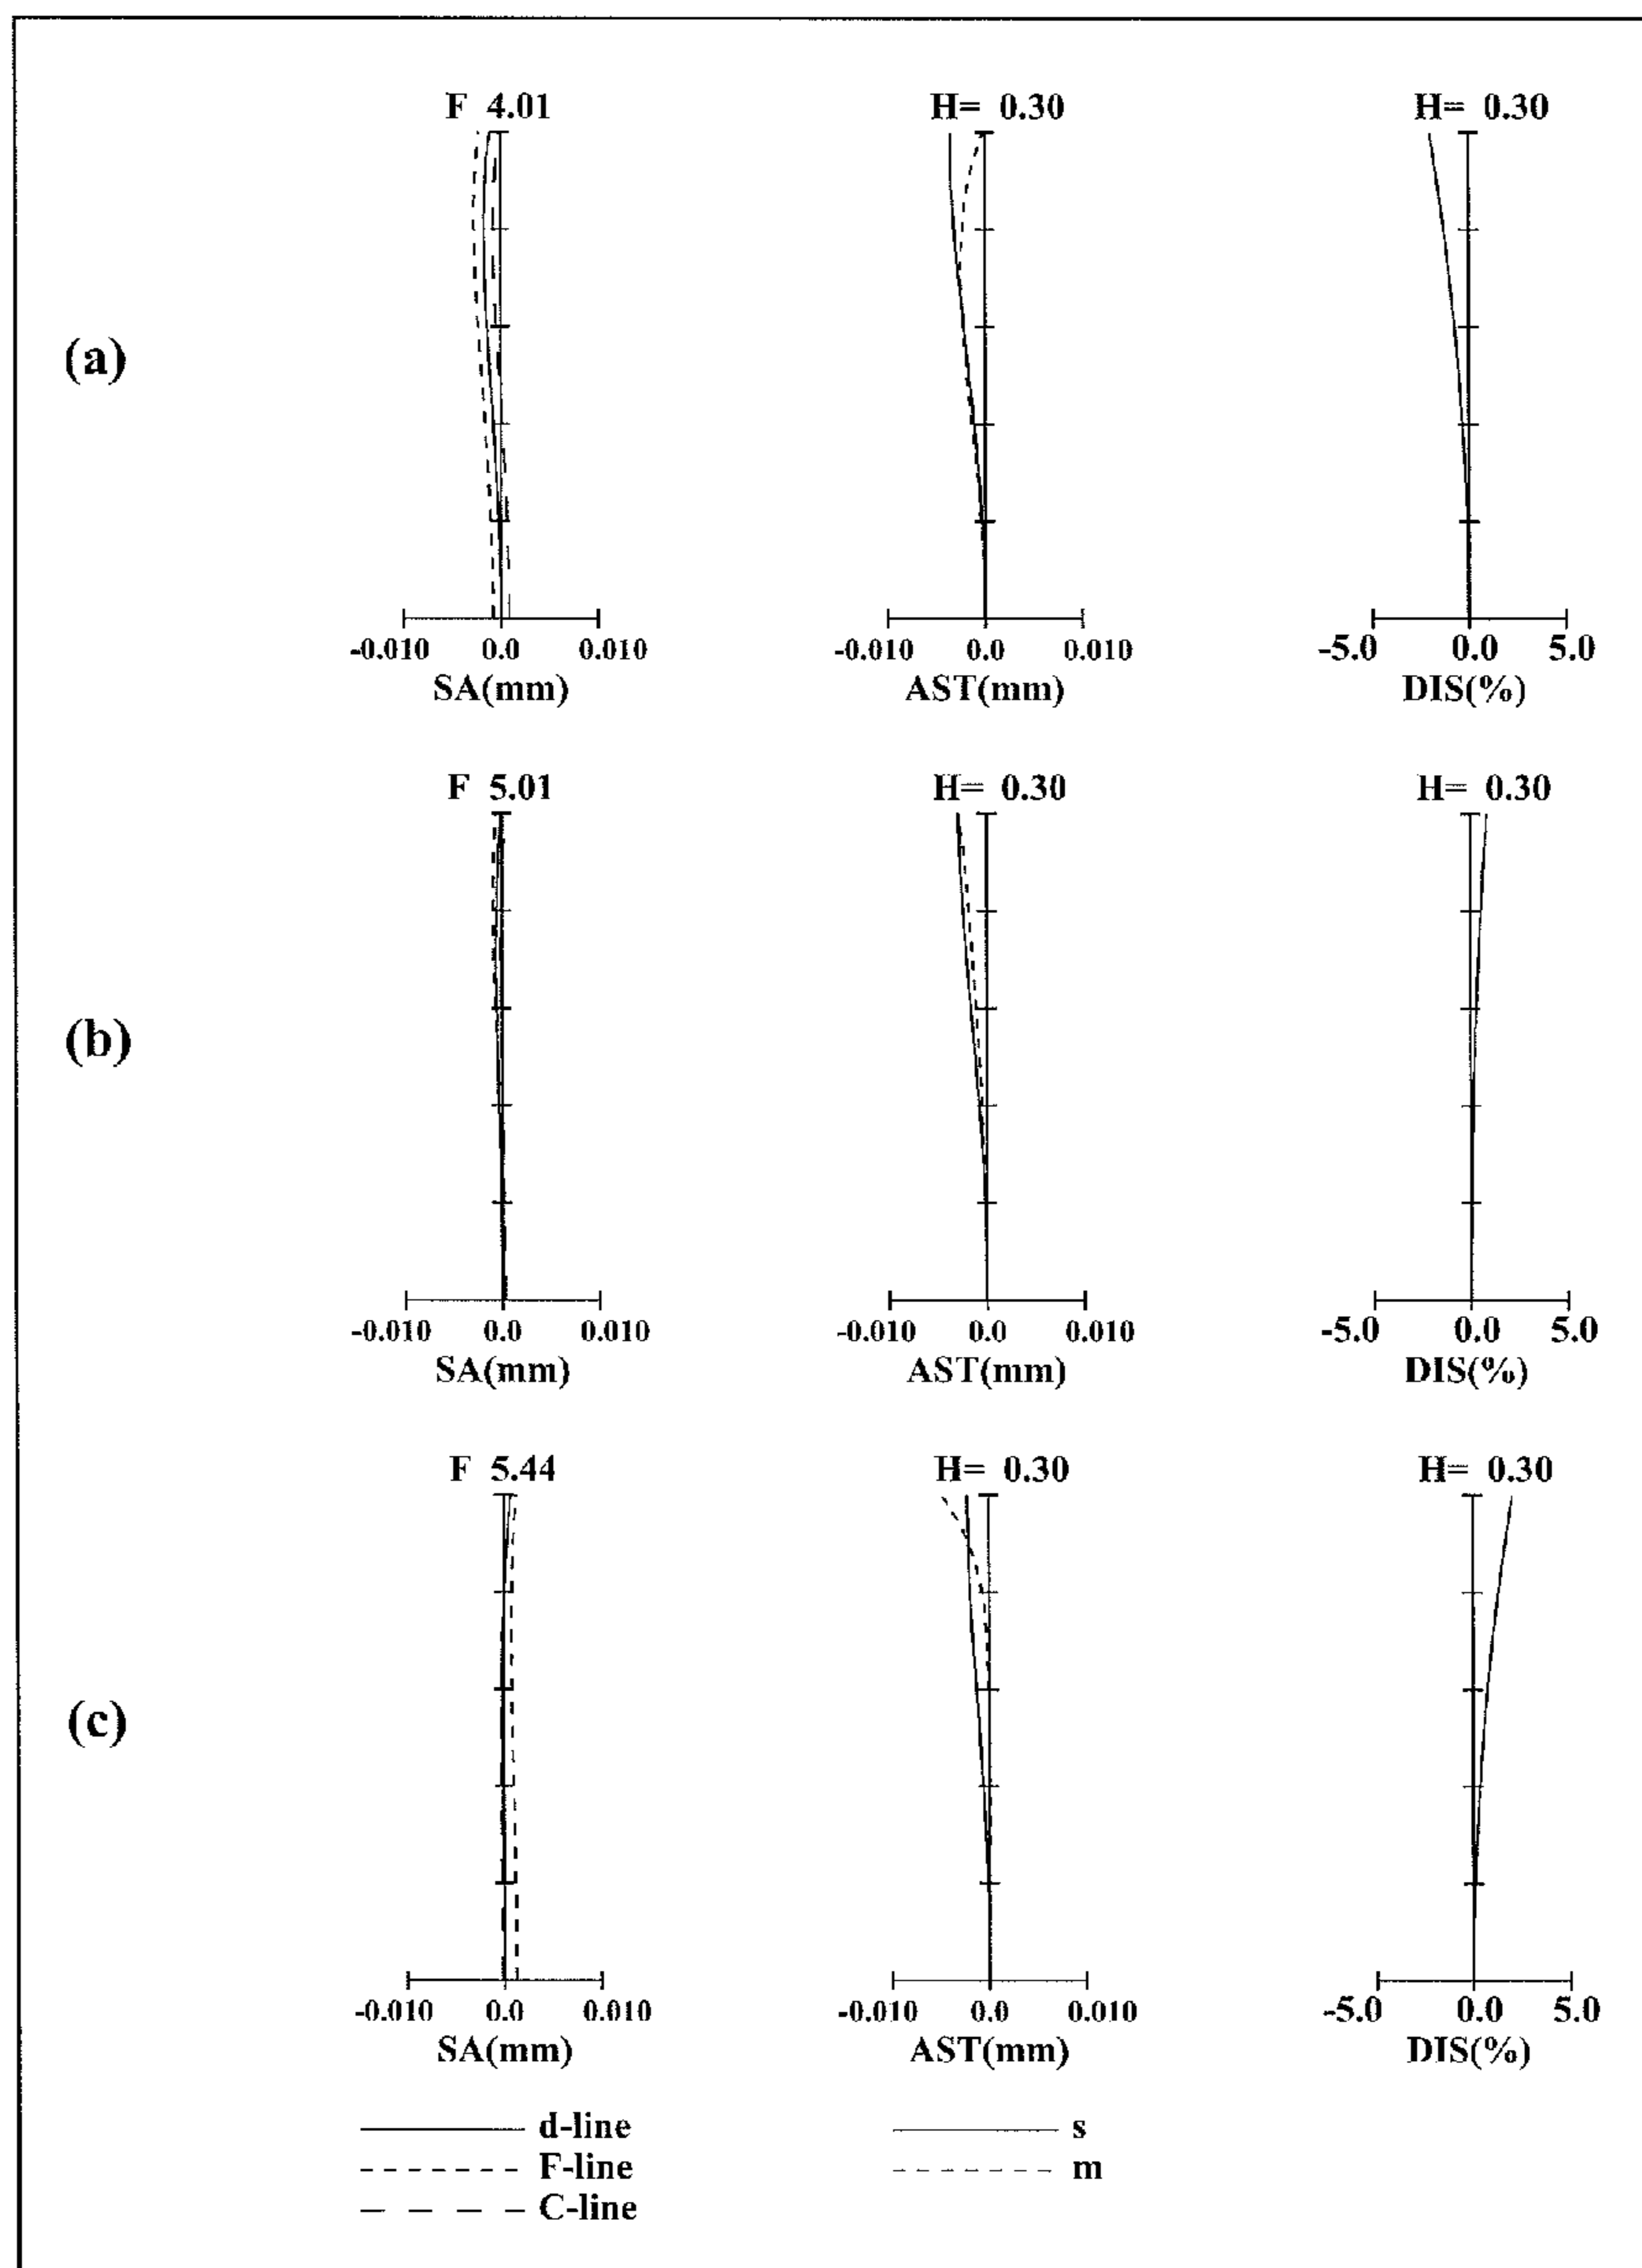 F 4.01 H= 0.30 H= 0.30
(a)
-0.010 0.0 0.010 -0.010 0.0 0.010 -5.0 0.0 5.0
SA(mm) AST(mm) DIS(%)
F 5.01 H= 0.30 H= 0.30
(b)
-0.010 0.0 0.010 -0.010 0.0 0.010 -5.0 0.0 5.0
SA(mm) AST(mm) DIS(%)
F 5.44 H= 0.30 H= 0.30
(c)
-0.010 0.0 0.010 -0.010 0.0 0.010 -5.0 0.0 5.0
SA(mm) AST(mm) DIS(%)
d-line s
F-line m
C-line